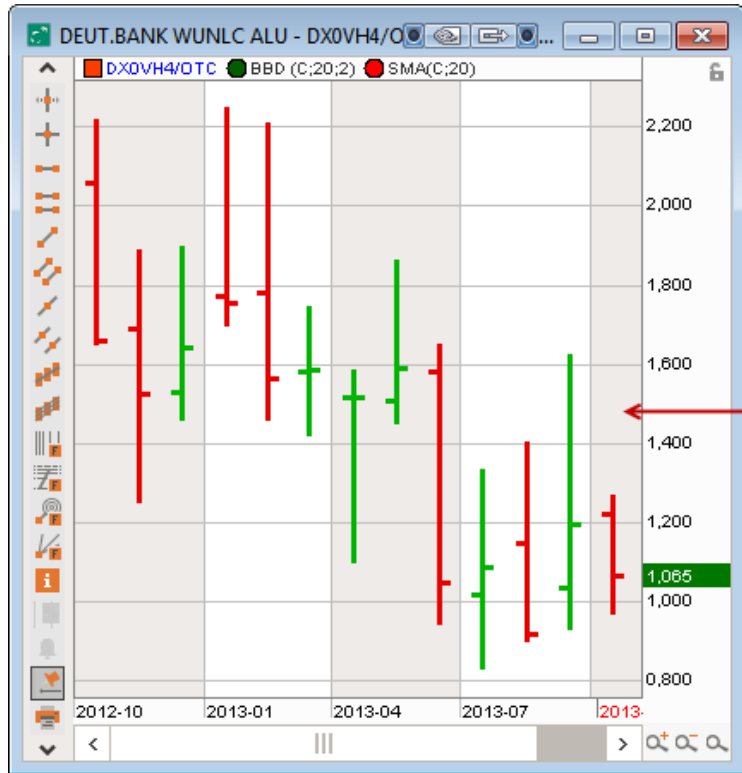 DEUT.BANK WUNLC ALU - DX0VH4/O ...
DX0VH4/OTC BBD (C;20;2) SMA(C;20)
2,200
2,000
1,800
1,600
1,400
1,200
1,065
1,000
0,800
2012-10 2013-01 2013-04 2013-07 2013-
F
F
F
F
i